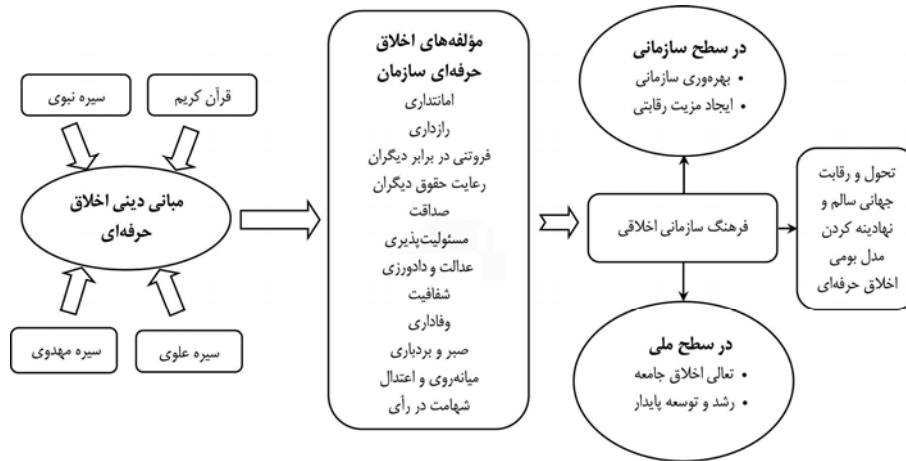 قرآن کریم
سیره نبوی
مبانی دینی اخلاق
حرفه‌ای
سیره علوی
سیره مهدوی
مؤلفه‌های اخلاق
حرفه‌ای سازمان
امانتداری
رازداری
فروتنی در برابر دیگران
رعایت حقوق دیگران
صداقت
مسئولیت‌پذیری
عدالت و دادورزی
شفافیت
وفاداری
صبر و بردباری
میانه‌روی و اعتدال
شهامت در رأی
در سطح سازمانی
• بهره‌وری سازمانی
• ایجاد مزیت رقابتی
فرهنگ سازمانی اخلاقی
تحول و رقابت
جهانی سالم و
نهادینه کردن
مدل بومی
اخلاق حرفه‌ای
در سطح ملی
• تعالی اخلاق جامعه
• رشد و توسعه پایدار